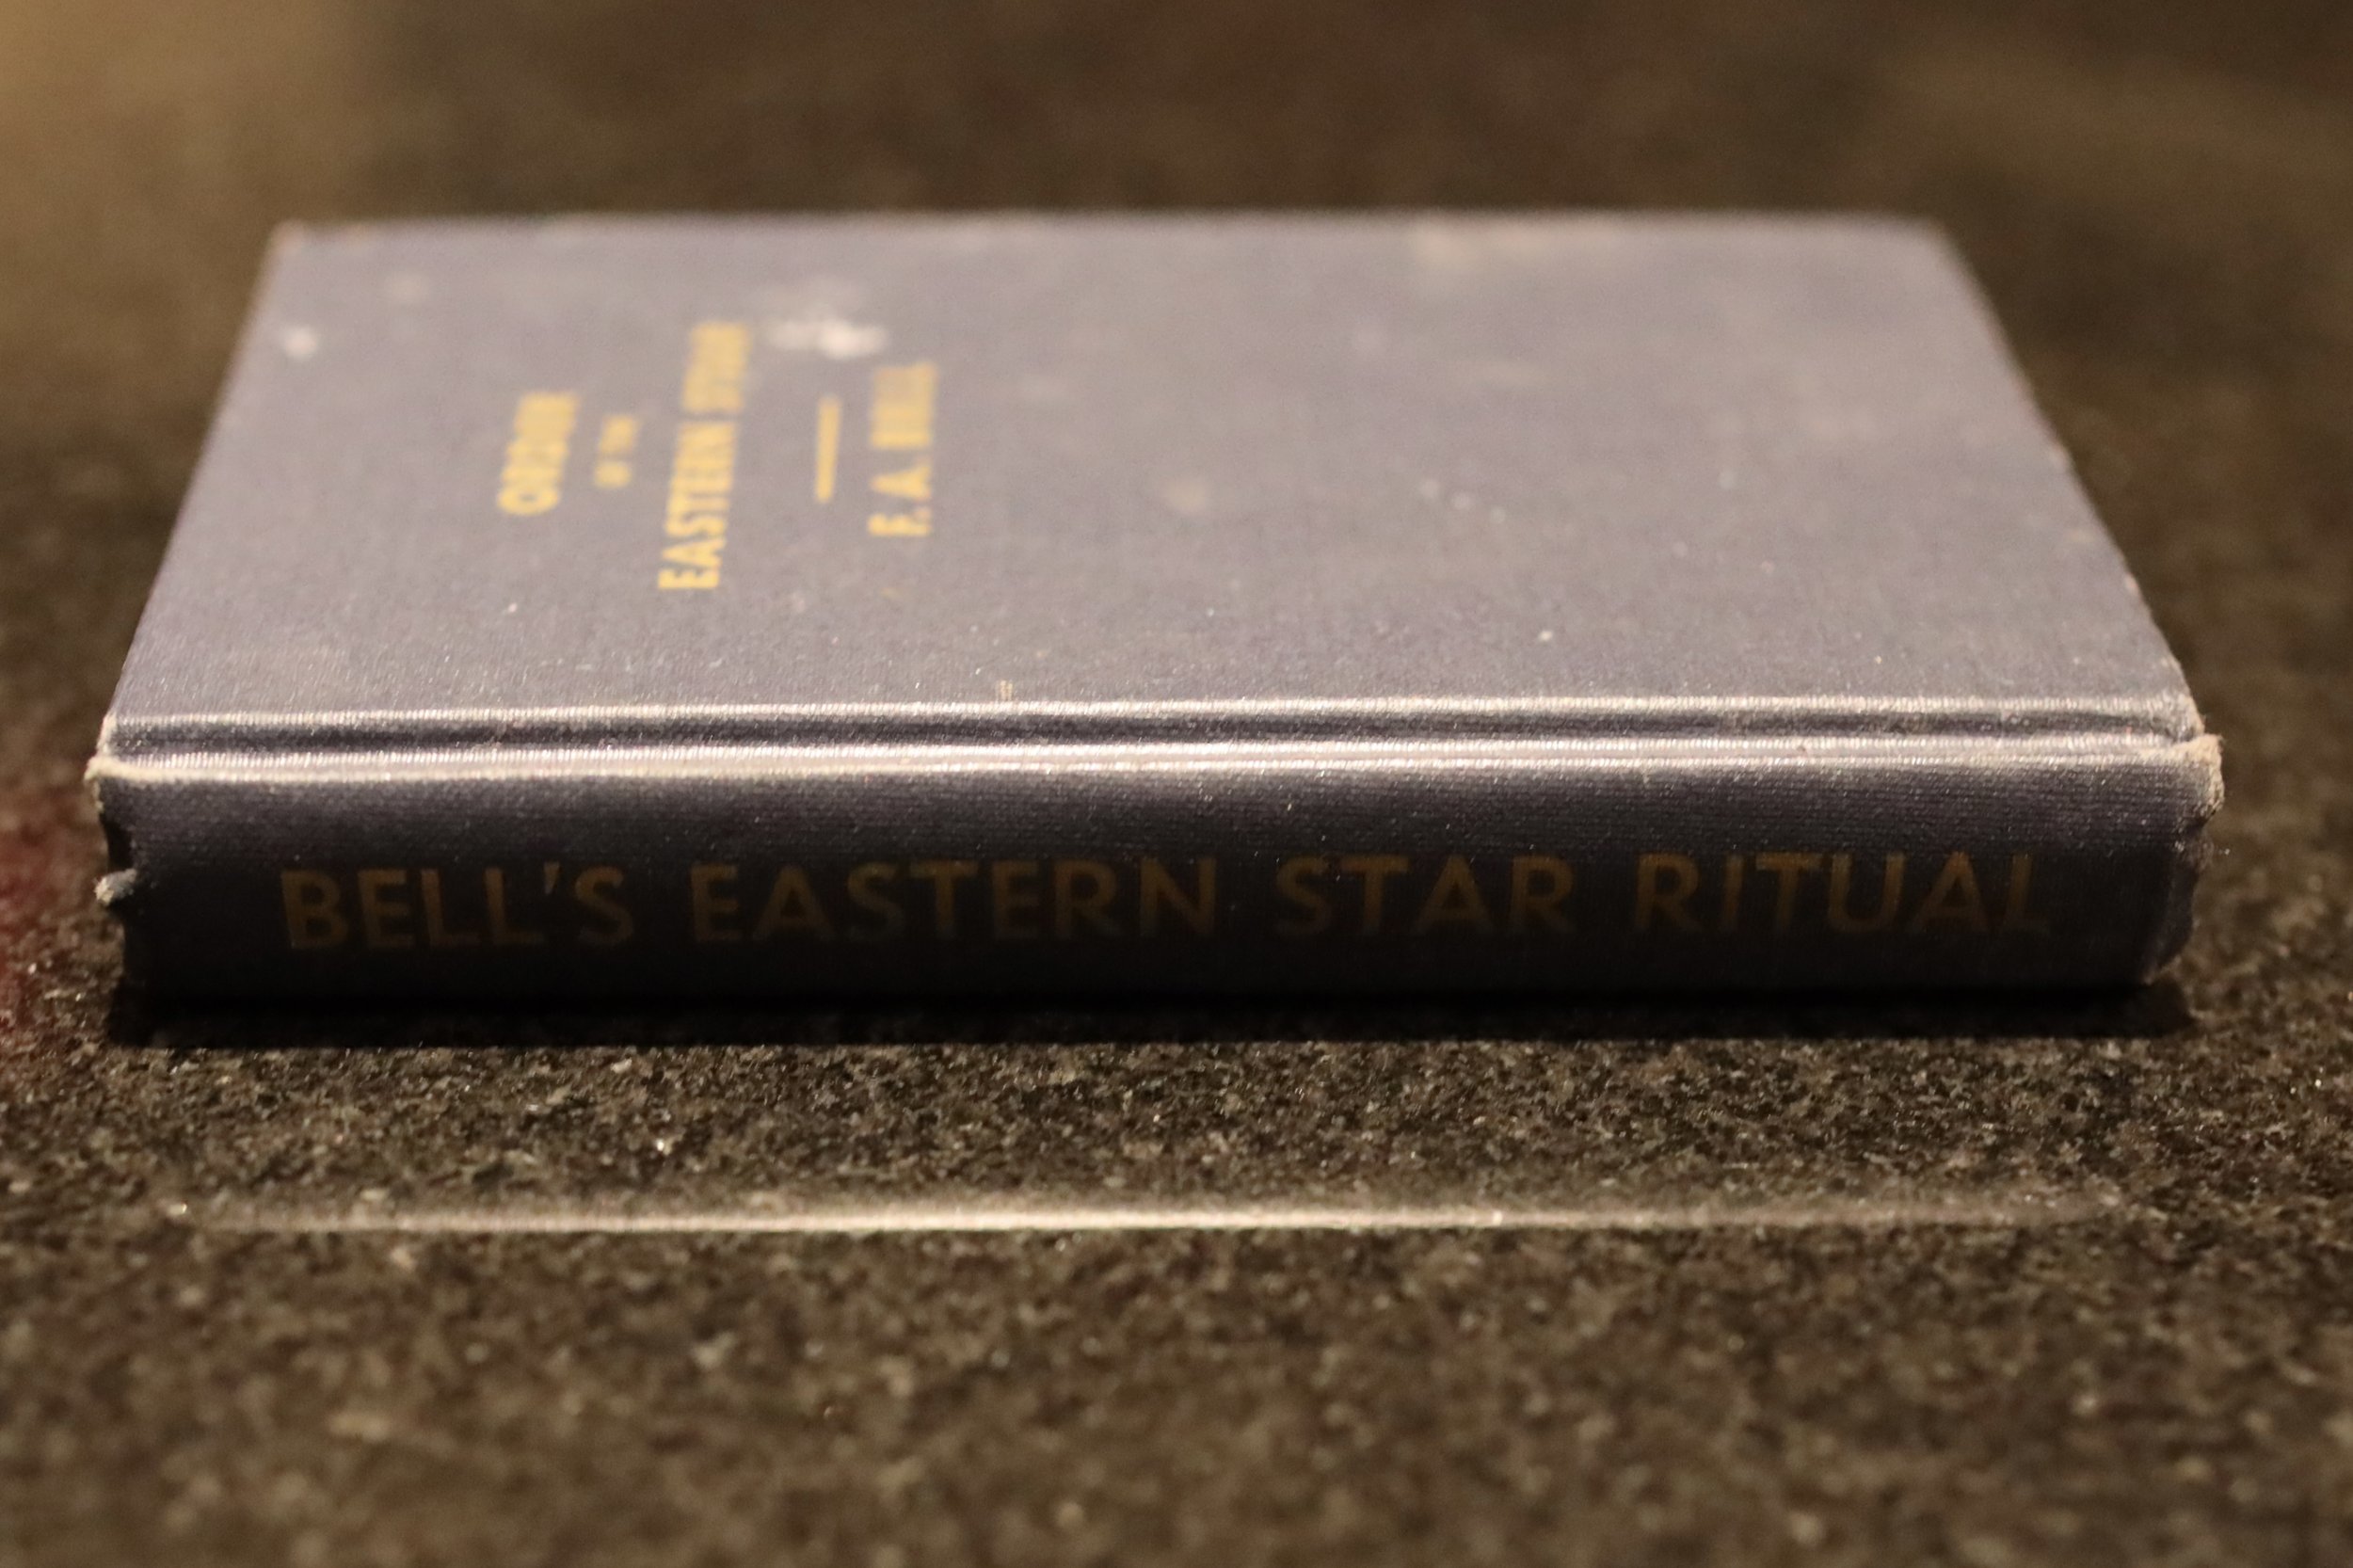 ORDER
OF THE
EASTERN STAR
F. A. BELL
BELL'S EASTERN STAR RITUAL